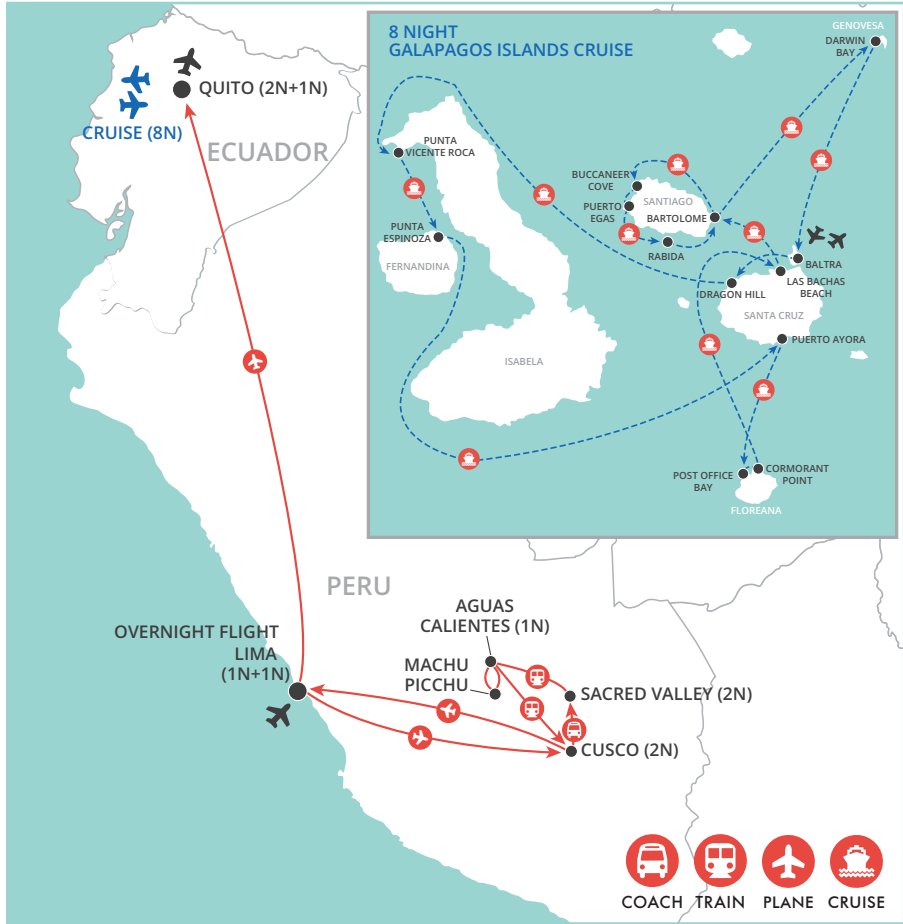 8 NIGHT
GALAPAGOS ISLANDS CRUISE
GENOVESA
DARWIN
BAY
PUNTA
VICENTE ROCA
BUCCANEER
COVE
SANTIAGO
PUERTO
EGAS
BARTOLOME
PUNTA
ESPINOZA
FERNANDINA
RABIDA
BALTRA
LAS BACHAS
BEACH
DRAGON HILL
SANTA CRUZ
PUERTO AYORA
ISABELA
POST OFFICE
BAY
CORMORANT
POINT
FLOREANA
QUITO (2N+1N)
CRUISE (8N)
ECUADOR
PERU
OVERNIGHT FLIGHT
LIMA
(1N+1N)
AGUAS
CALIENTES (1N)
MACHU
PICCHU
SACRED VALLEY (2N)
CUSCO (2N)
COACH
TRAIN
PLANE
CRUISE